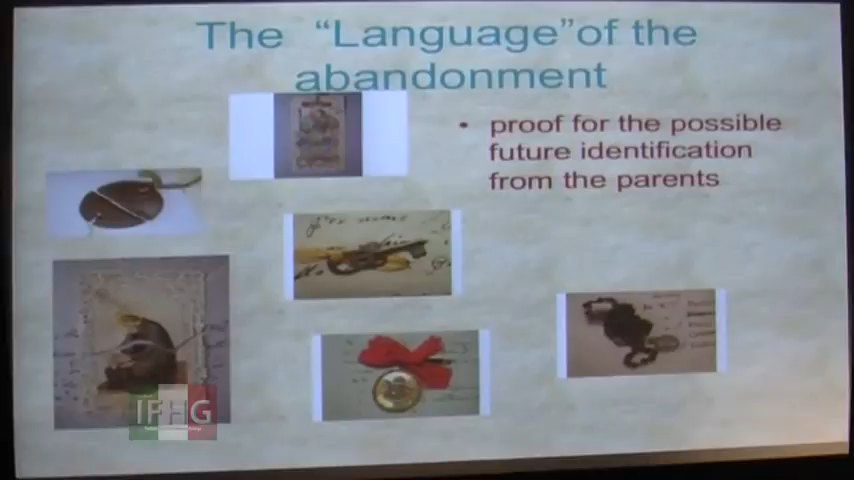 The "Language"of the
abandonment
• proof for the possible
future identification
from the parents
IFHG